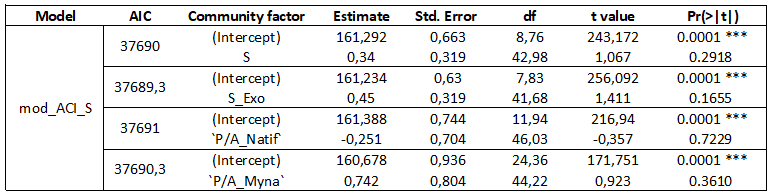 Model AIC Community factor Estimate Std. Error df t value Pr(>|t|)
mod_ACI_S
37690 (Intercept) 161,292 0,663 8,76 243,172 0.0001 ***
S 0,34 0,319 42,98 1,067 0.2918
37689,3 (Intercept) 161,234 0,63 7,83 256,092 0.0001 ***
S_Exo 0,45 0,319 41,68 1,411 0.1655
37691 (Intercept) 161,388 0,744 11,94 216,94 0.0001 ***
`P/A_Natif` -0,251 0,704 46,03 -0,357 0.7229
37690,3 (Intercept) 160,678 0,936 24,36 171,751 0.0001 ***
`P/A_Myna` 0,742 0,804 44,22 0,923 0.3610